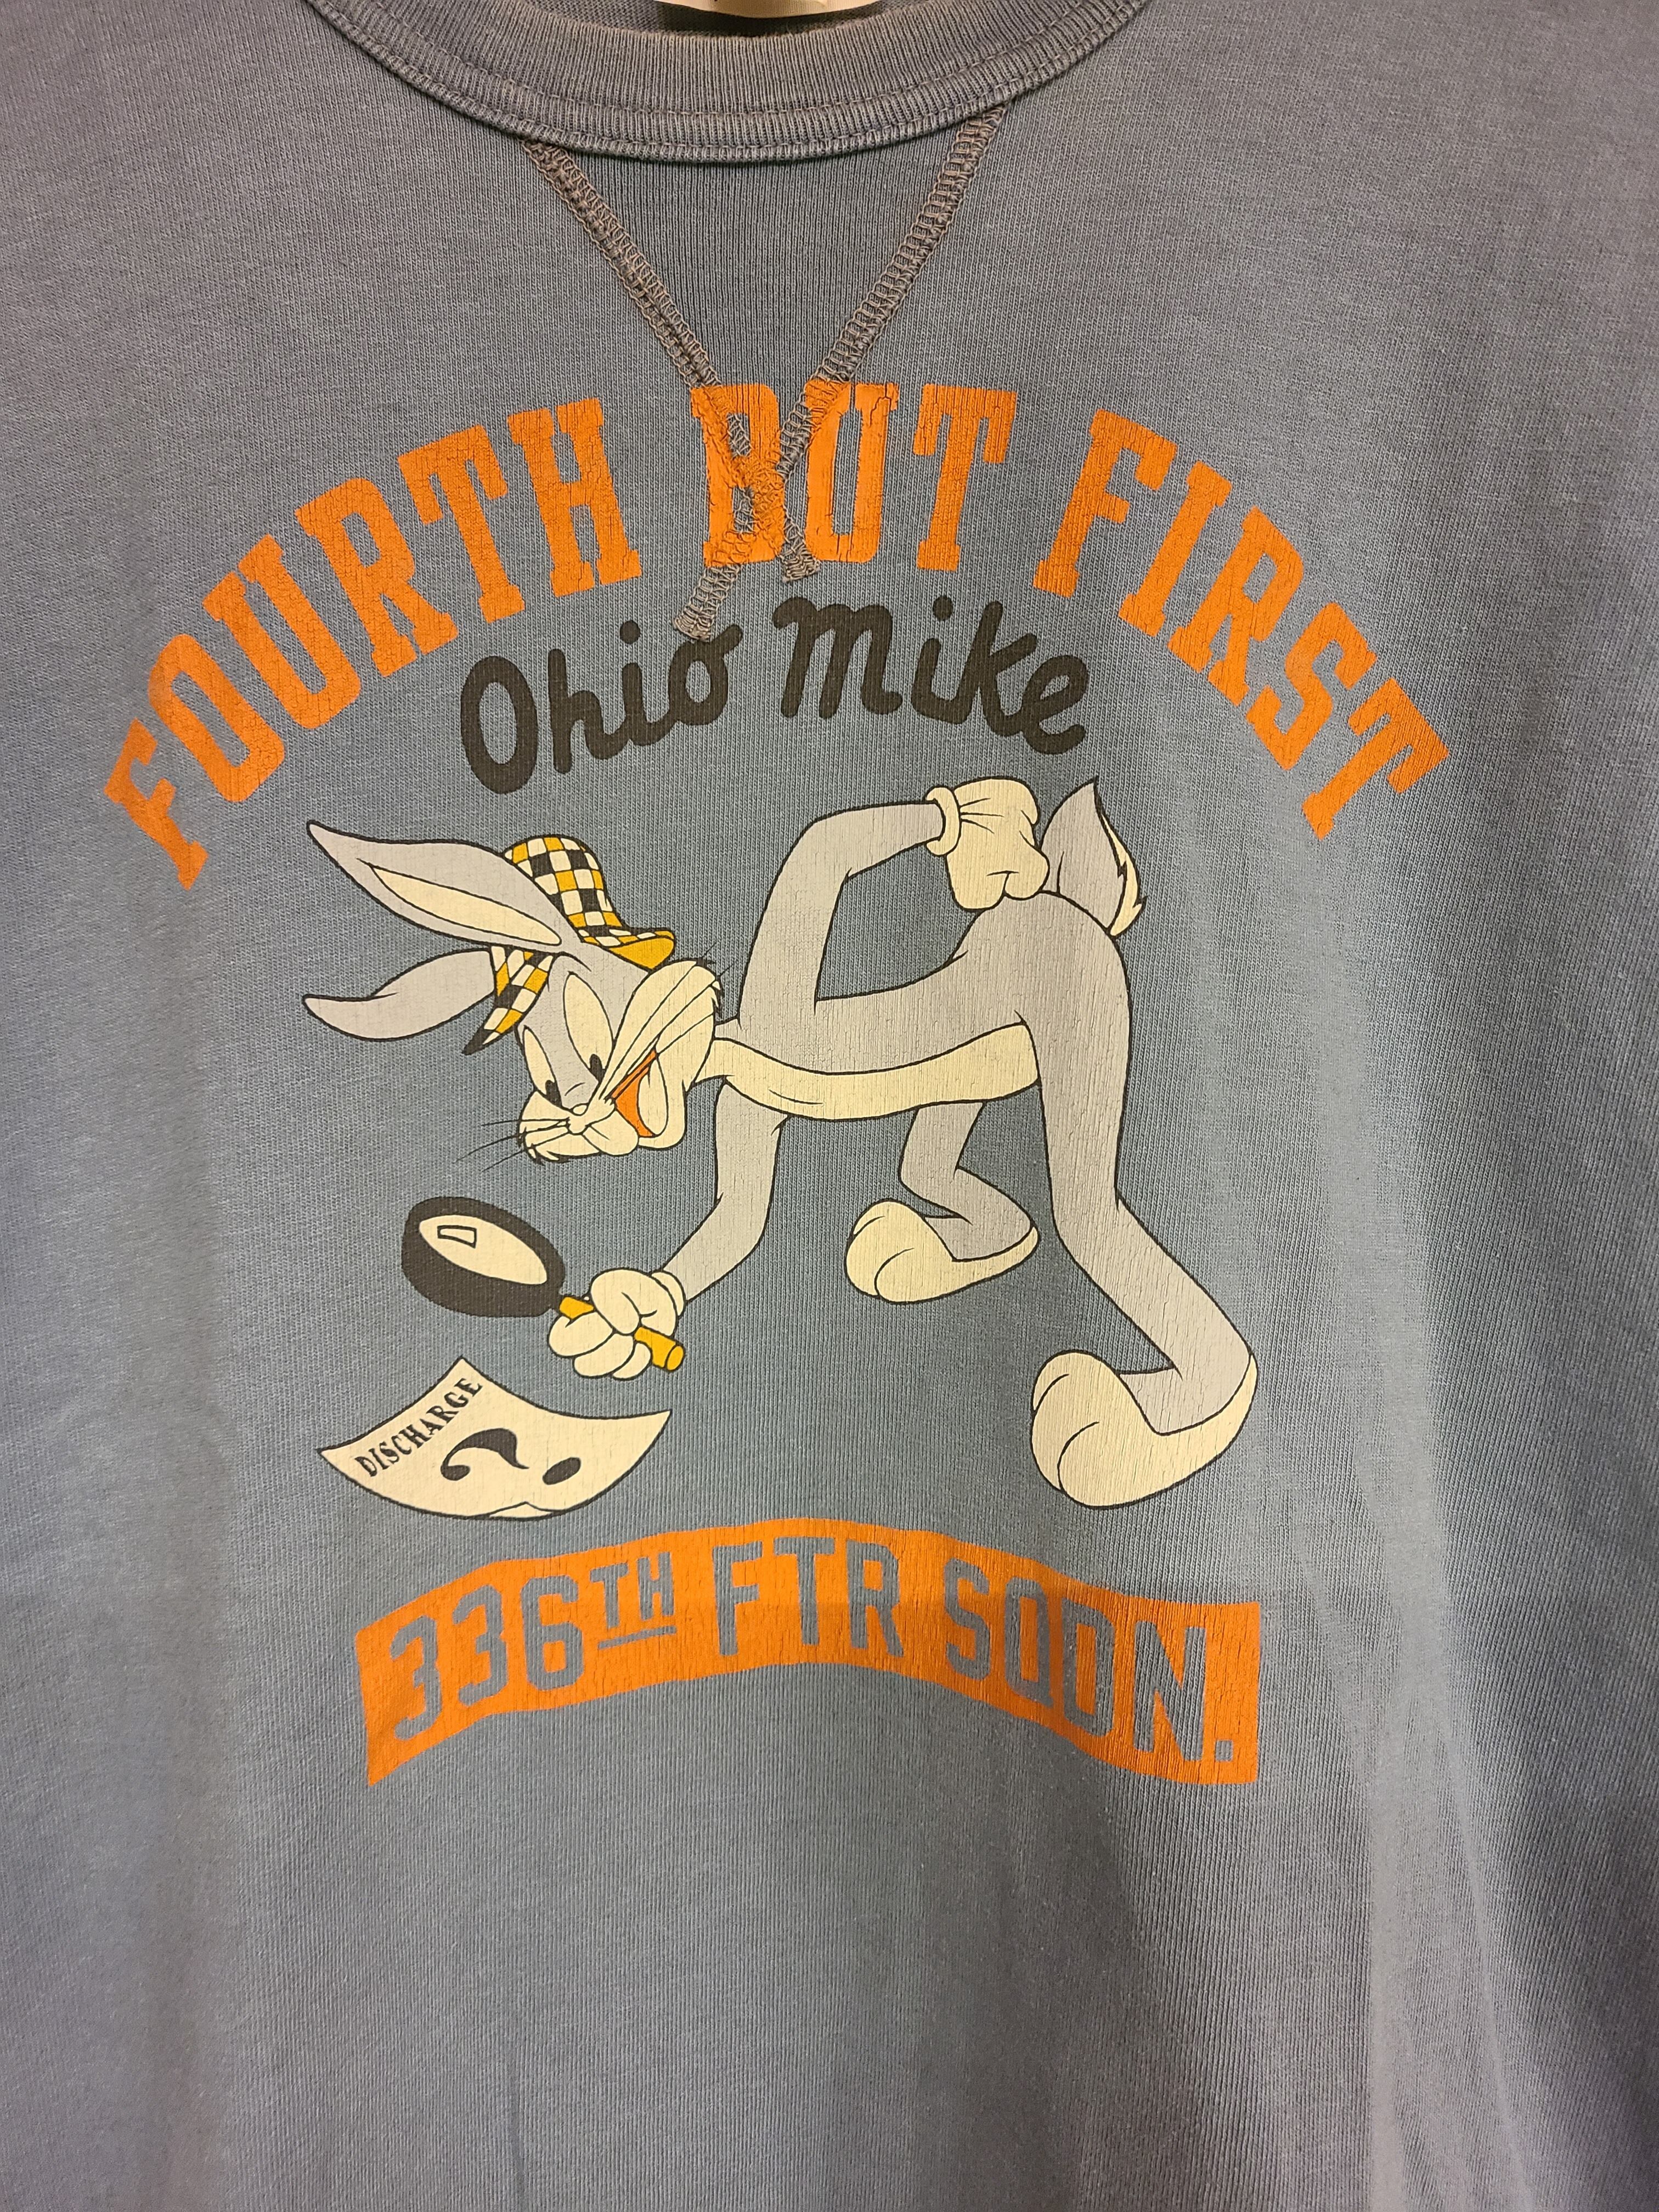 FOURTH BUT FIRST
Ohio Mike
DISCHARGE
?
336TH FTR SQDN.